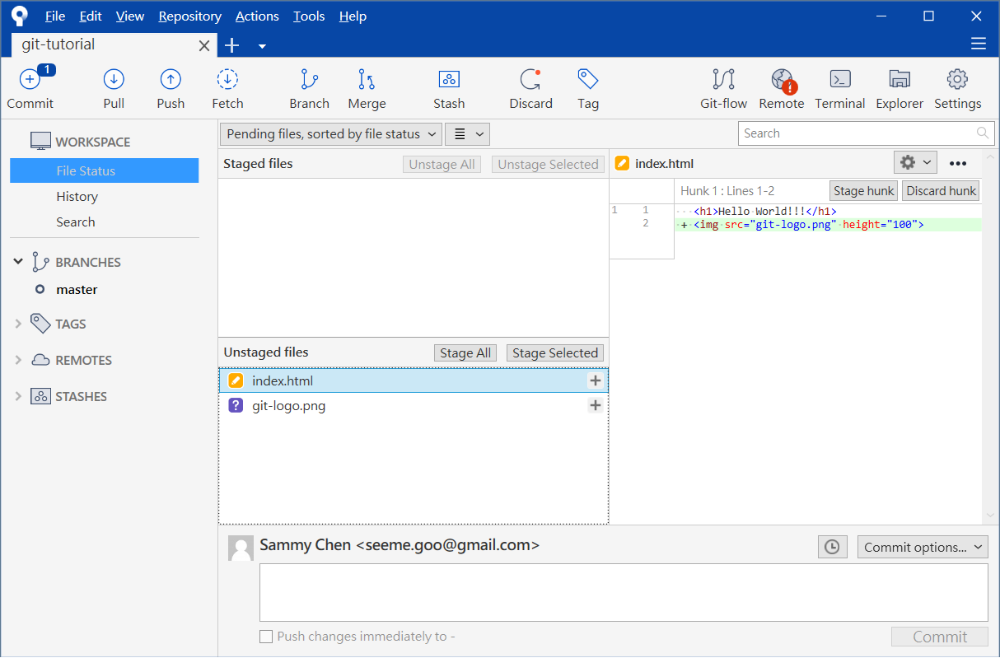 File Edit View Repository Actions Tools Help
git-tutorial
1
Commit Pull Push Fetch Branch Merge Stash Discard Tag Git-flow Remote Terminal Explorer Settings
WORKSPACE
File Status
History
Search
BRANCHES
master
TAGS
REMOTES
STASHES
Pending files, sorted by file status
Search
Staged files Unstage All Unstage Selected
Unstaged files Stage All Stage Selected
index.html
git-logo.png
index.html
Hunk 1 : Lines 1-2 Stage hunk Discard hunk
1 1 <h1>Hello World!!!</h1>
2 + <img src="git-logo.png" height="100">
Sammy Chen <seeme.goo@gmail.com>
Commit options...
Push changes immediately to -
Commit